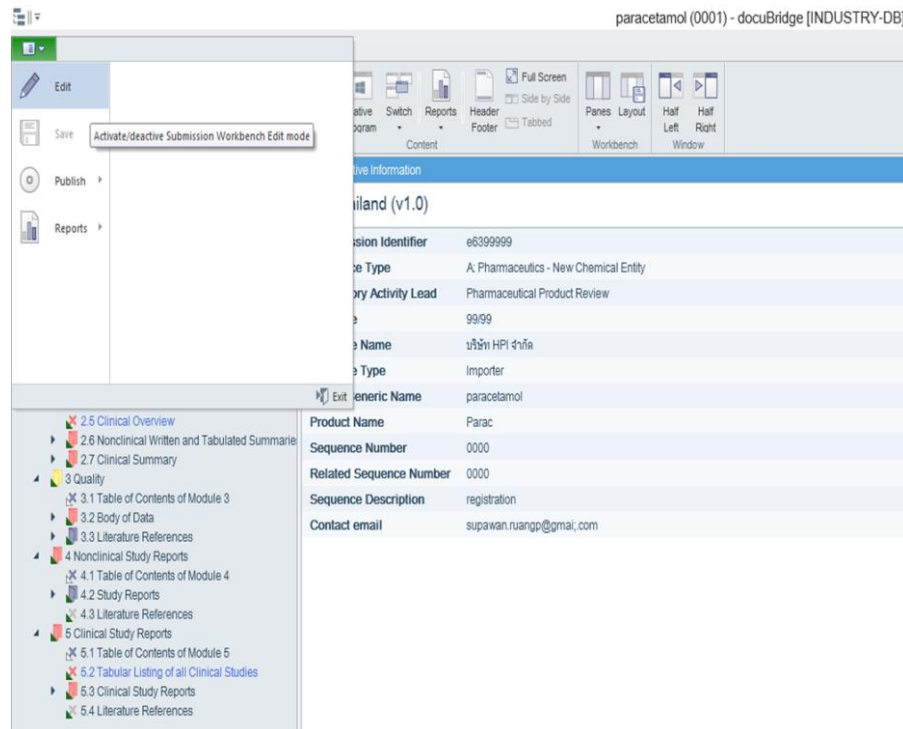 paracetamol (0001) - docuBridge [INDUSTRY-DB]
Edit
Save
Activate/deactive Submission Workbench Edit mode
Publish
Reports
Exit
Switch
Reports
Header
Footer
Full Screen
Side by Side
Tabbed
Panes
Layout
Half
Left
Half
Right
Content
Workbench
Window
Information
(v1.0)
Identifier e6399999
Type A: Pharmaceutics - New Chemical Entity
Activity Lead Pharmaceutical Product Review
99/99
Name บริษัท HPI จำกัด
Type Importer
Generic Name paracetamol
Product Name Parac
Sequence Number 0000
Related Sequence Number 0000
Sequence Description registration
Contact email supawan.ruangp@gmai;.com
2.5 Clinical Overview
2.6 Nonclinical Written and Tabulated Summarie
2.7 Clinical Summary
3 Quality
3.1 Table of Contents of Module 3
3.2 Body of Data
3.3 Literature References
4 Nonclinical Study Reports
4.1 Table of Contents of Module 4
4.2 Study Reports
4.3 Literature References
5 Clinical Study Reports
5.1 Table of Contents of Module 5
5.2 Tabular Listing of all Clinical Studies
5.3 Clinical Study Reports
5.4 Literature References